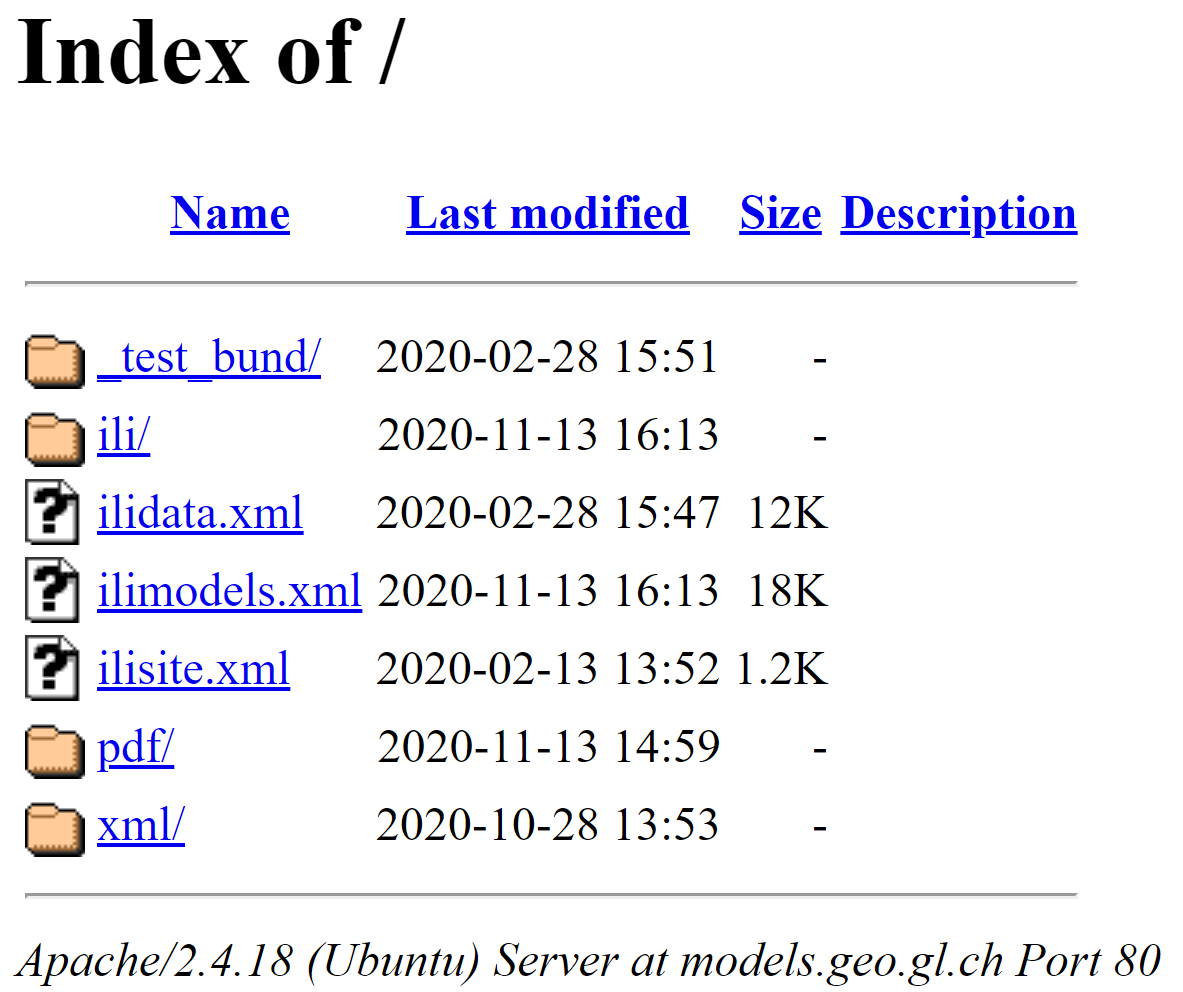 Index of /
Name Last modified Size Description
_test_bund/ 2020-02-28 15:51 -
ili/ 2020-11-13 16:13 -
ilidata.xml 2020-02-28 15:47 12K
ilimodels.xml 2020-11-13 16:13 18K
ilisite.xml 2020-02-13 13:52 1.2K
pdf/ 2020-11-13 14:59 -
xml/ 2020-10-28 13:53 -
Apache/2.4.18 (Ubuntu) Server at models.geo.gl.ch Port 80